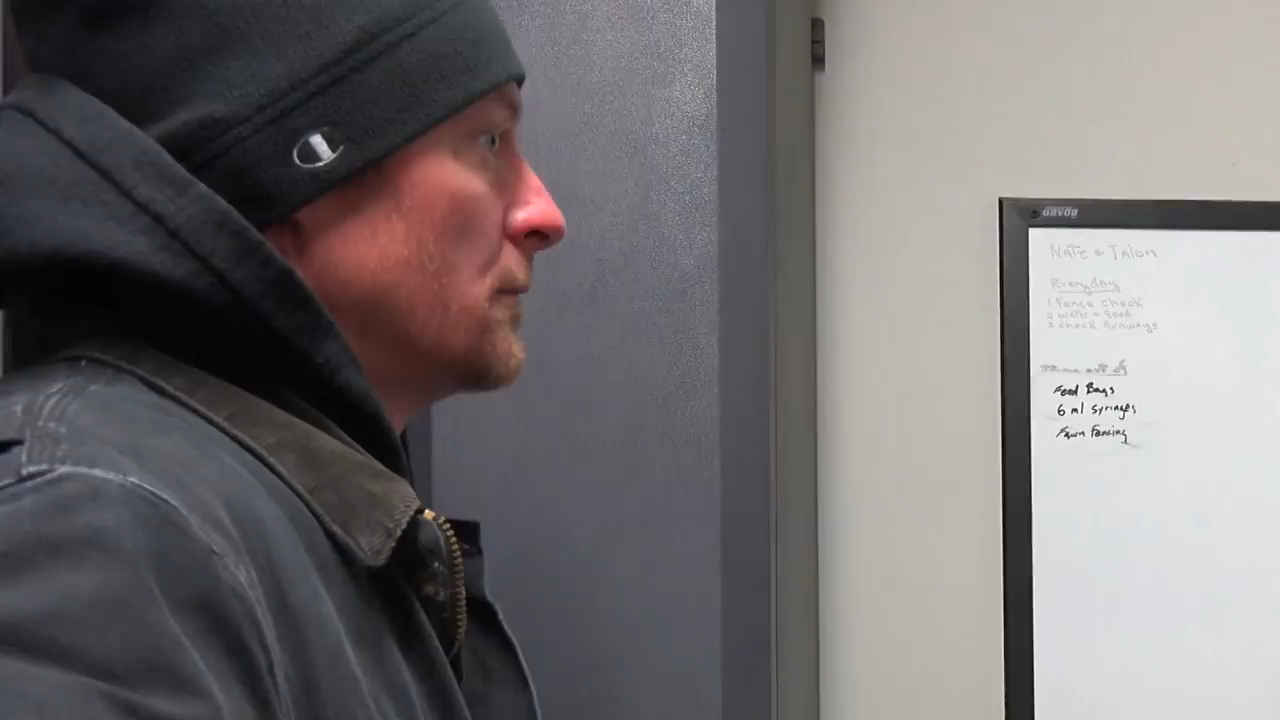 BOARD
Nate & Talon
Everyday
1 Fence Check
2 Water & Feed
3 Check Runways
Feed Bags
6 ml Syringes
Fawn Fencing